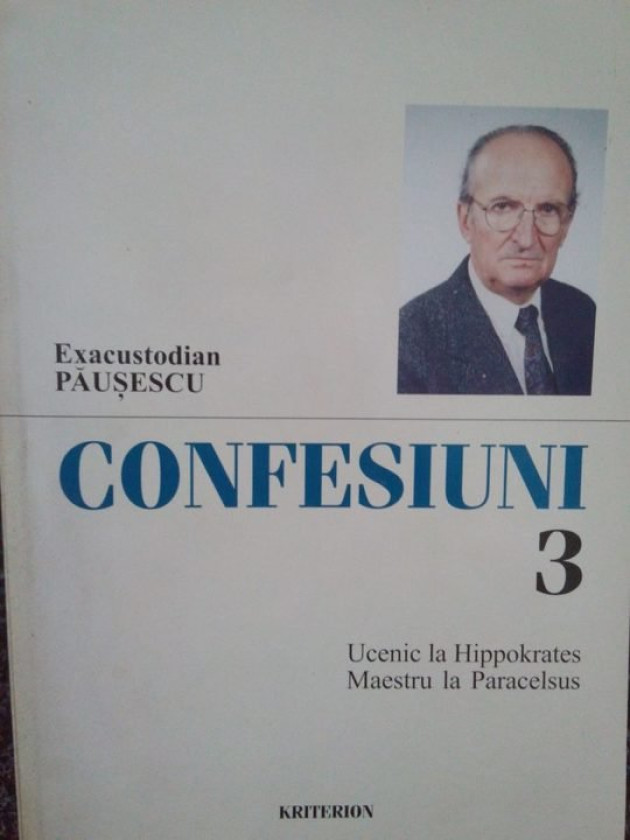 Exacustodian
PĂUȘESCU
CONFESIUNI
3
Ucenic la Hippokrates
Maestru la Paracelsus
KRITERION